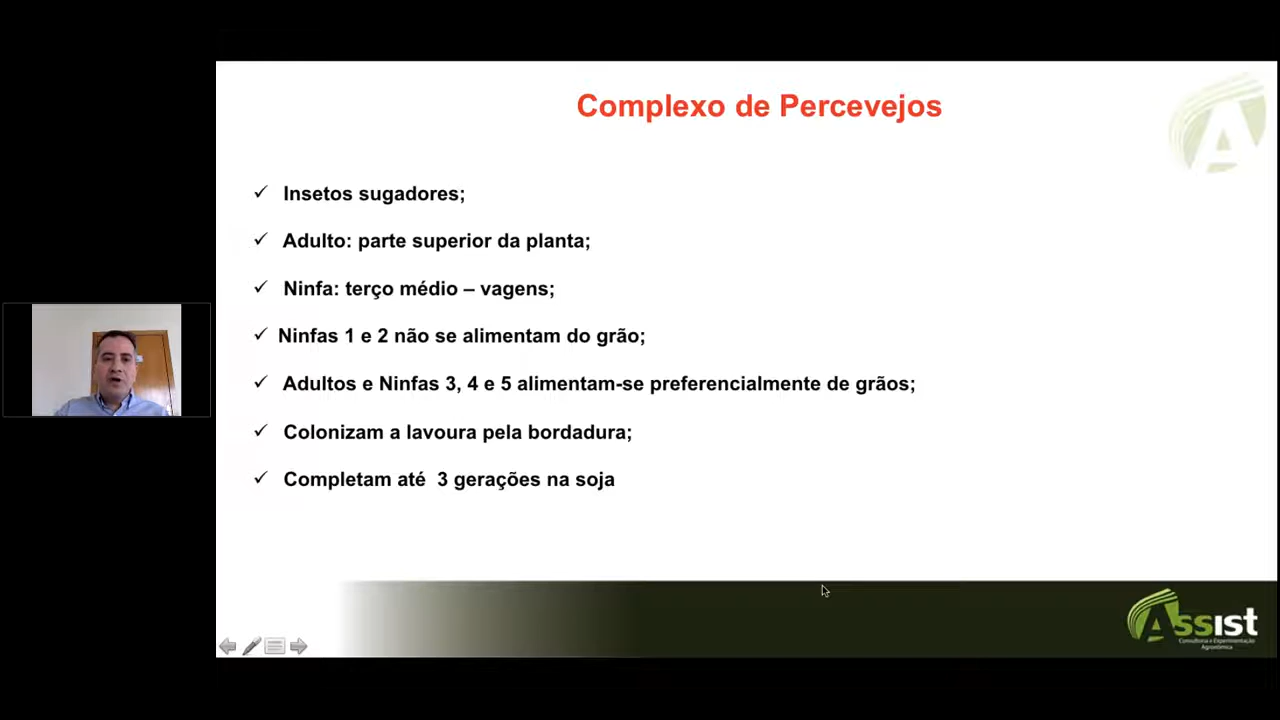 Complexo de Percevejos
Insetos sugadores;
Adulto: parte superior da planta;
Ninfa: terço médio – vagens;
Ninfas 1 e 2 não se alimentam do grão;
Adultos e Ninfas 3, 4 e 5 alimentam-se preferencialmente de grãos;
Colonizam a lavoura pela bordadura;
Completam até 3 gerações na soja
Assist
Consultoria e Experimentação
Agronômica